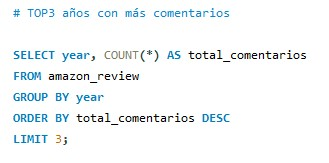 # TOP3 años con más comentarios
SELECT year, COUNT(*) AS total_comentarios
FROM amazon_review
GROUP BY year
ORDER BY total_comentarios DESC
LIMIT 3;